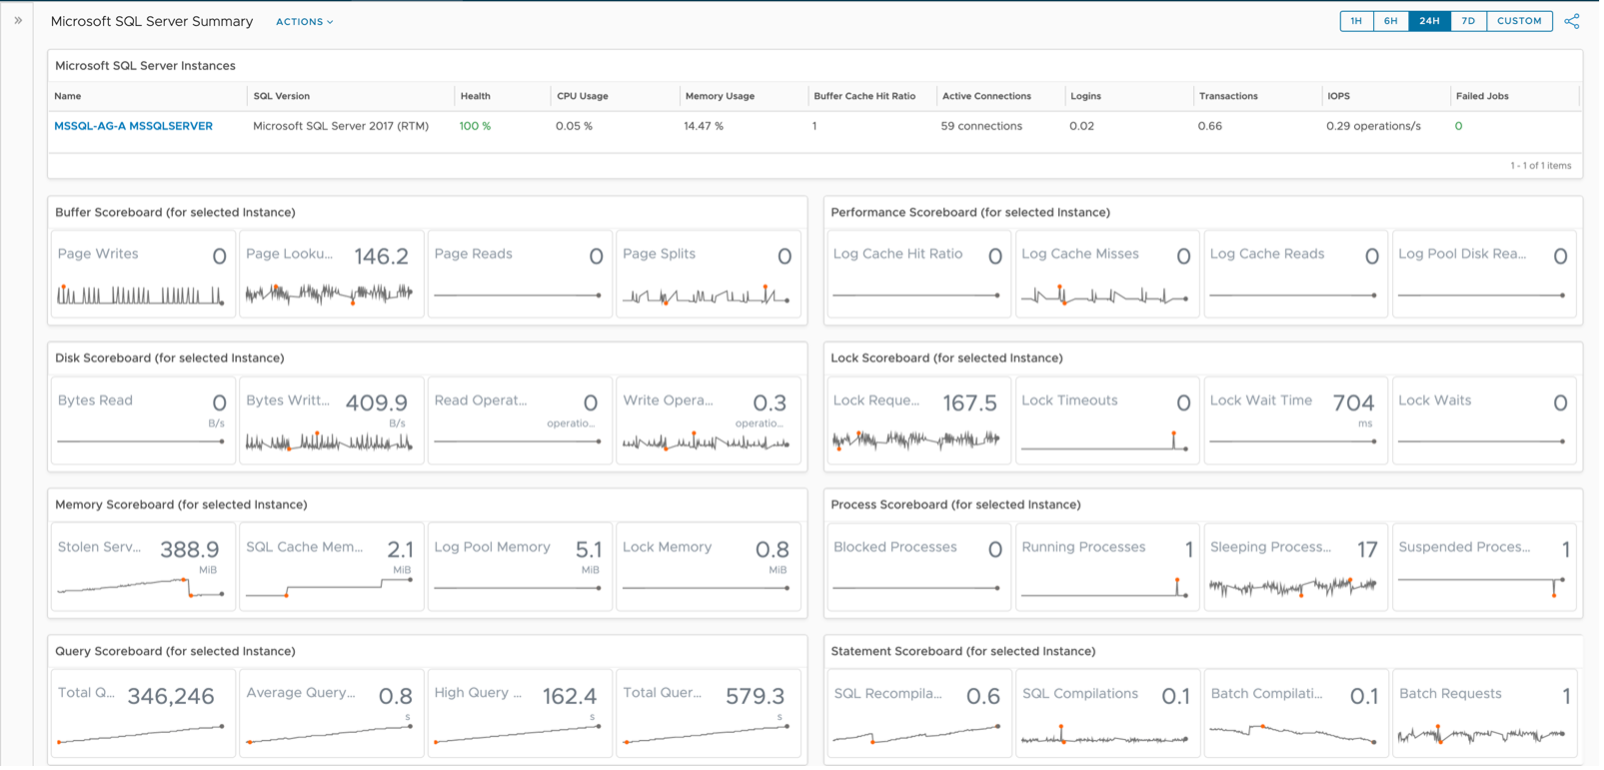 Microsoft SQL Server Summary ACTIONS 1H 6H 24H 7D CUSTOM
Microsoft SQL Server Instances
Name SQL Version Health CPU Usage Memory Usage Buffer Cache Hit Ratio Active Connections Logins Transactions IOPS Failed Jobs
MSSQL-AG-A MSSQLSERVER Microsoft SQL Server 2017 (RTM) 100 % 0.05 % 14.47 % 1 59 connections 0.02 0.66 0.29 operations/s 0
1 - 1 of 1 items
Buffer Scoreboard (for selected Instance)
Page Writes 0 Page Looku... 146.2 Page Reads 0 Page Splits 0
Performance Scoreboard (for selected Instance)
Log Cache Hit Ratio 0 Log Cache Misses 0 Log Cache Reads 0 Log Pool Disk Rea... 0
Disk Scoreboard (for selected Instance)
Bytes Read 0 Bytes Writt... 409.9 Read Operat... 0 Write Opera... 0.3
B/s B/s operatio... operatio...
Lock Scoreboard (for selected Instance)
Lock Reque... 167.5 Lock Timeouts 0 Lock Wait Time 704 Lock Waits 0
ms
Memory Scoreboard (for selected Instance)
Stolen Serv... 388.9 SQL Cache Mem... 2.1 Log Pool Memory 5.1 Lock Memory 0.8
MiB MiB MiB MiB
Process Scoreboard (for selected Instance)
Blocked Processes 0 Running Processes 1 Sleeping Process... 17 Suspended Proces... 1
Query Scoreboard (for selected Instance)
Total Q... 346,246 Average Query... 0.8 High Query ... 162.4 Total Quer... 579.3
s s s
Statement Scoreboard (for selected Instance)
SQL Recompila... 0.6 SQL Compilations 0.1 Batch Compilati... 0.1 Batch Requests 1